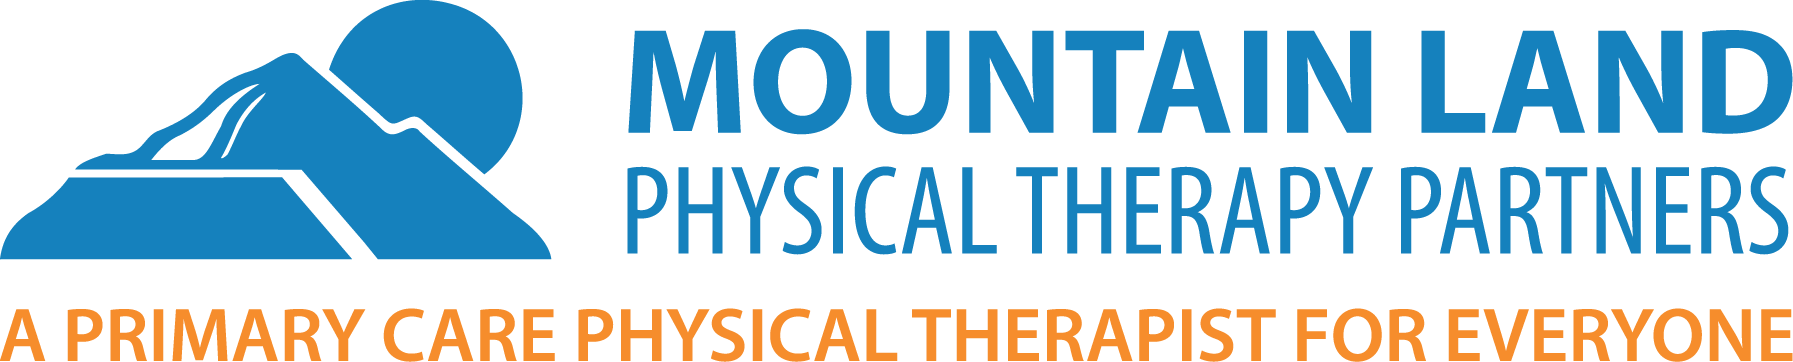 MOUNTAIN LAND
PHYSICAL THERAPY PARTNERS
A PRIMARY CARE PHYSICAL THERAPIST FOR EVERYONE